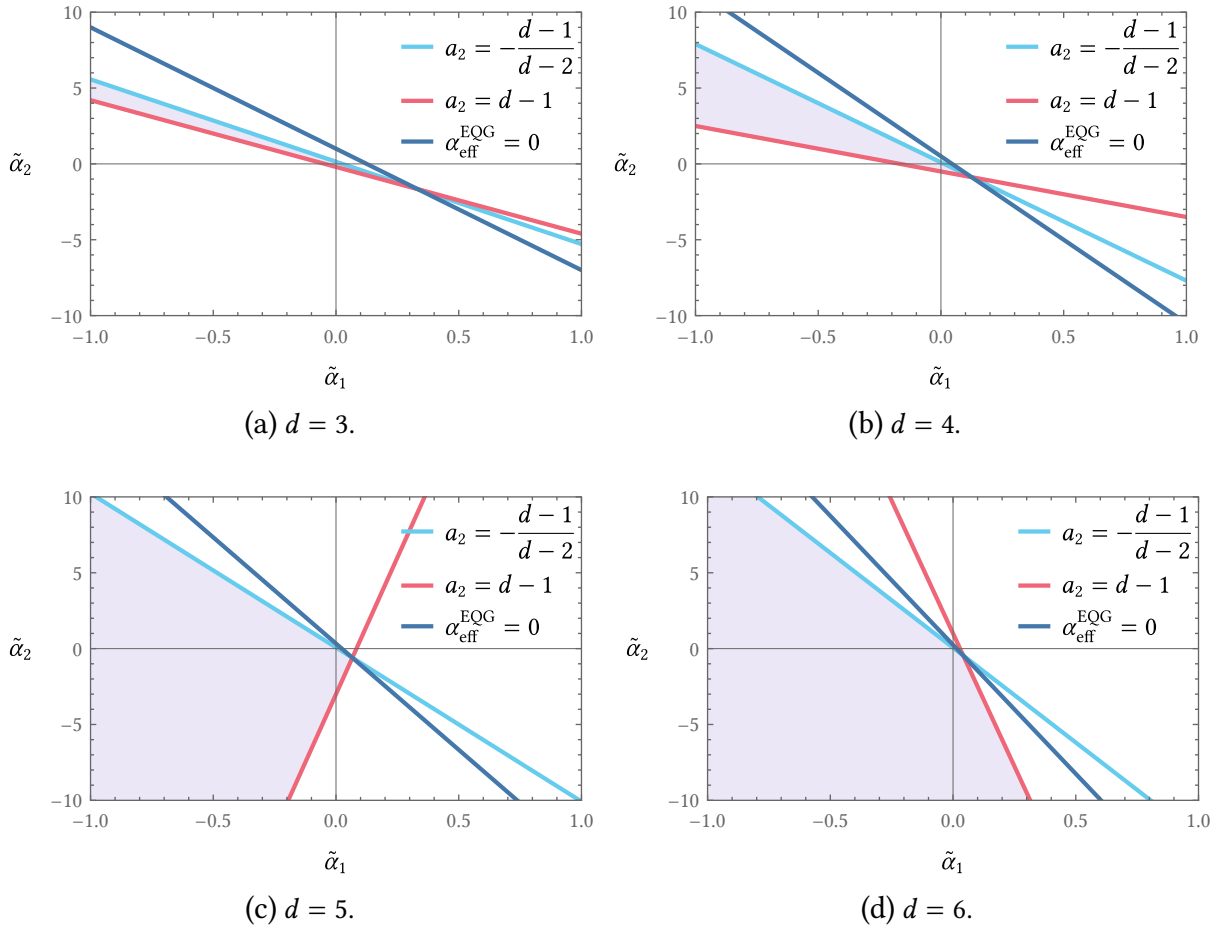 10
5
0
−5
−10
α̃₂
−1.0 −0.5 0.0 0.5 1.0
α̃₁
a₂ = −(d − 1)/(d − 2)
a₂ = d − 1
α_eff^EQG = 0
(a) d = 3.
10
5
0
−5
−10
α̃₂
−1.0 −0.5 0.0 0.5 1.0
α̃₁
a₂ = −(d − 1)/(d − 2)
a₂ = d − 1
α_eff^EQG = 0
(b) d = 4.
10
5
0
−5
−10
α̃₂
−1.0 −0.5 0.0 0.5 1.0
α̃₁
a₂ = −(d − 1)/(d − 2)
a₂ = d − 1
α_eff^EQG = 0
(c) d = 5.
10
5
0
−5
−10
α̃₂
−1.0 −0.5 0.0 0.5 1.0
α̃₁
a₂ = −(d − 1)/(d − 2)
a₂ = d − 1
α_eff^EQG = 0
(d) d = 6.